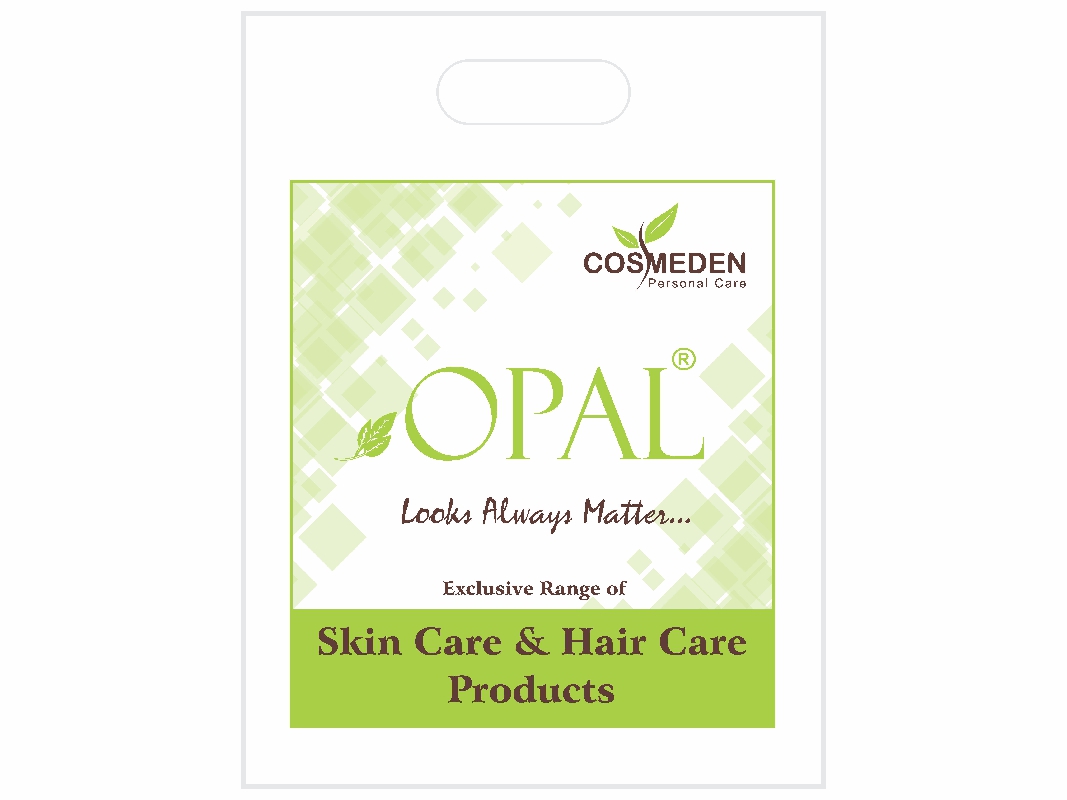 COSMEDEN
Personal Care
OPAL®
Looks Always Matter...
Exclusive Range of
Skin Care & Hair Care
Products